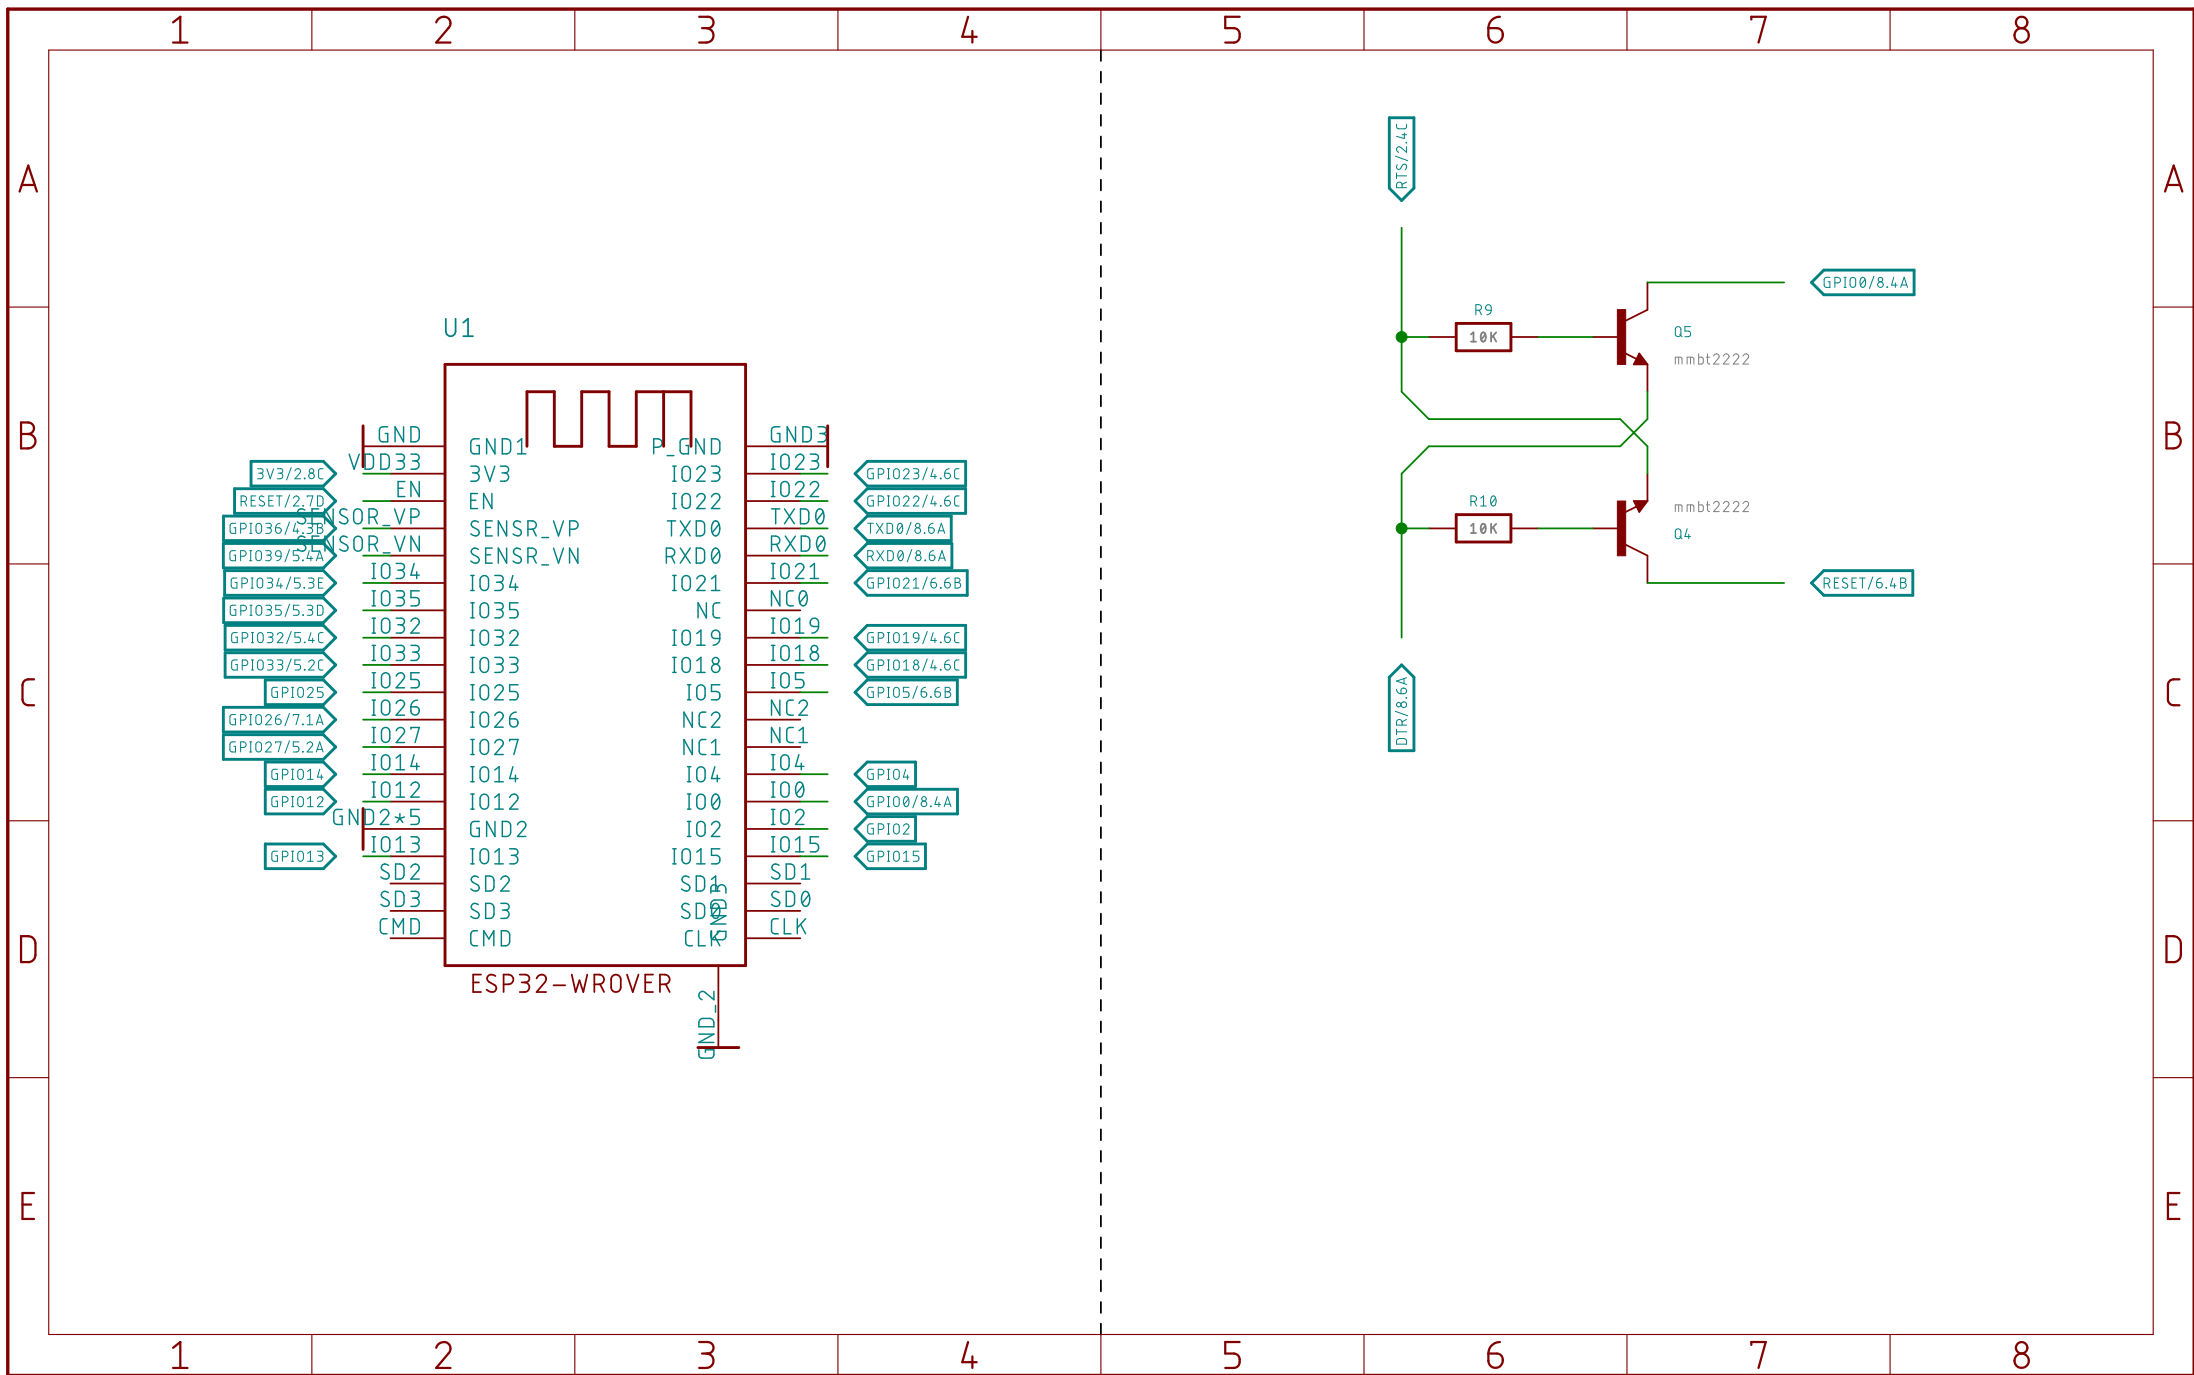 1 2 3 4 5 6 7 8
A A
RTS/2.4C
GPIO0/8.4A
U1
R9
10K
Q5
mmbt2222
B B
GND GND1 P_GND GND3
3V3/2.8C VDD33 3V3 IO23 IO23 GPIO23/4.6C
RESET/2.7D EN EN IO22 IO22 GPIO22/4.6C
GPIO36/4.3B SENSOR_VP SENSR_VP TXD0 TXD0 TXD0/8.6A
GPIO39/5.4A SENSOR_VN SENSR_VN RXD0 RXD0 RXD0/8.6A
GPIO34/5.3E IO34 IO34 IO21 IO21 GPIO21/6.6B
GPIO35/5.3D IO35 IO35 NC NC0
GPIO32/5.4C IO32 IO32 IO19 IO19 GPIO19/4.6C
GPIO33/5.2C IO33 IO33 IO18 IO18 GPIO18/4.6C
GPIO25 IO25 IO25 IO5 IO5 GPIO5/6.6B
GPIO26/7.1A IO26 IO26 NC2 NC2
GPIO27/5.2A IO27 IO27 NC1 NC1
GPIO14 IO14 IO14 IO4 IO4 GPIO4
GPIO12 IO12 IO12 IO0 IO0 GPIO0/8.4A
GND2*5 GND2 IO2 IO2 GPIO2
GPIO13 IO13 IO13 IO15 IO15 GPIO15
SD2 SD2 SD1 SD1
SD3 SD3 SD0 SD0
CMD CMD CLK CLK
GND3
ESP32-WROVER
GND_2
R10
10K
mmbt2222
Q4
RESET/6.4B
DTR/8.6A
C C
D D
E E
1 2 3 4 5 6 7 8